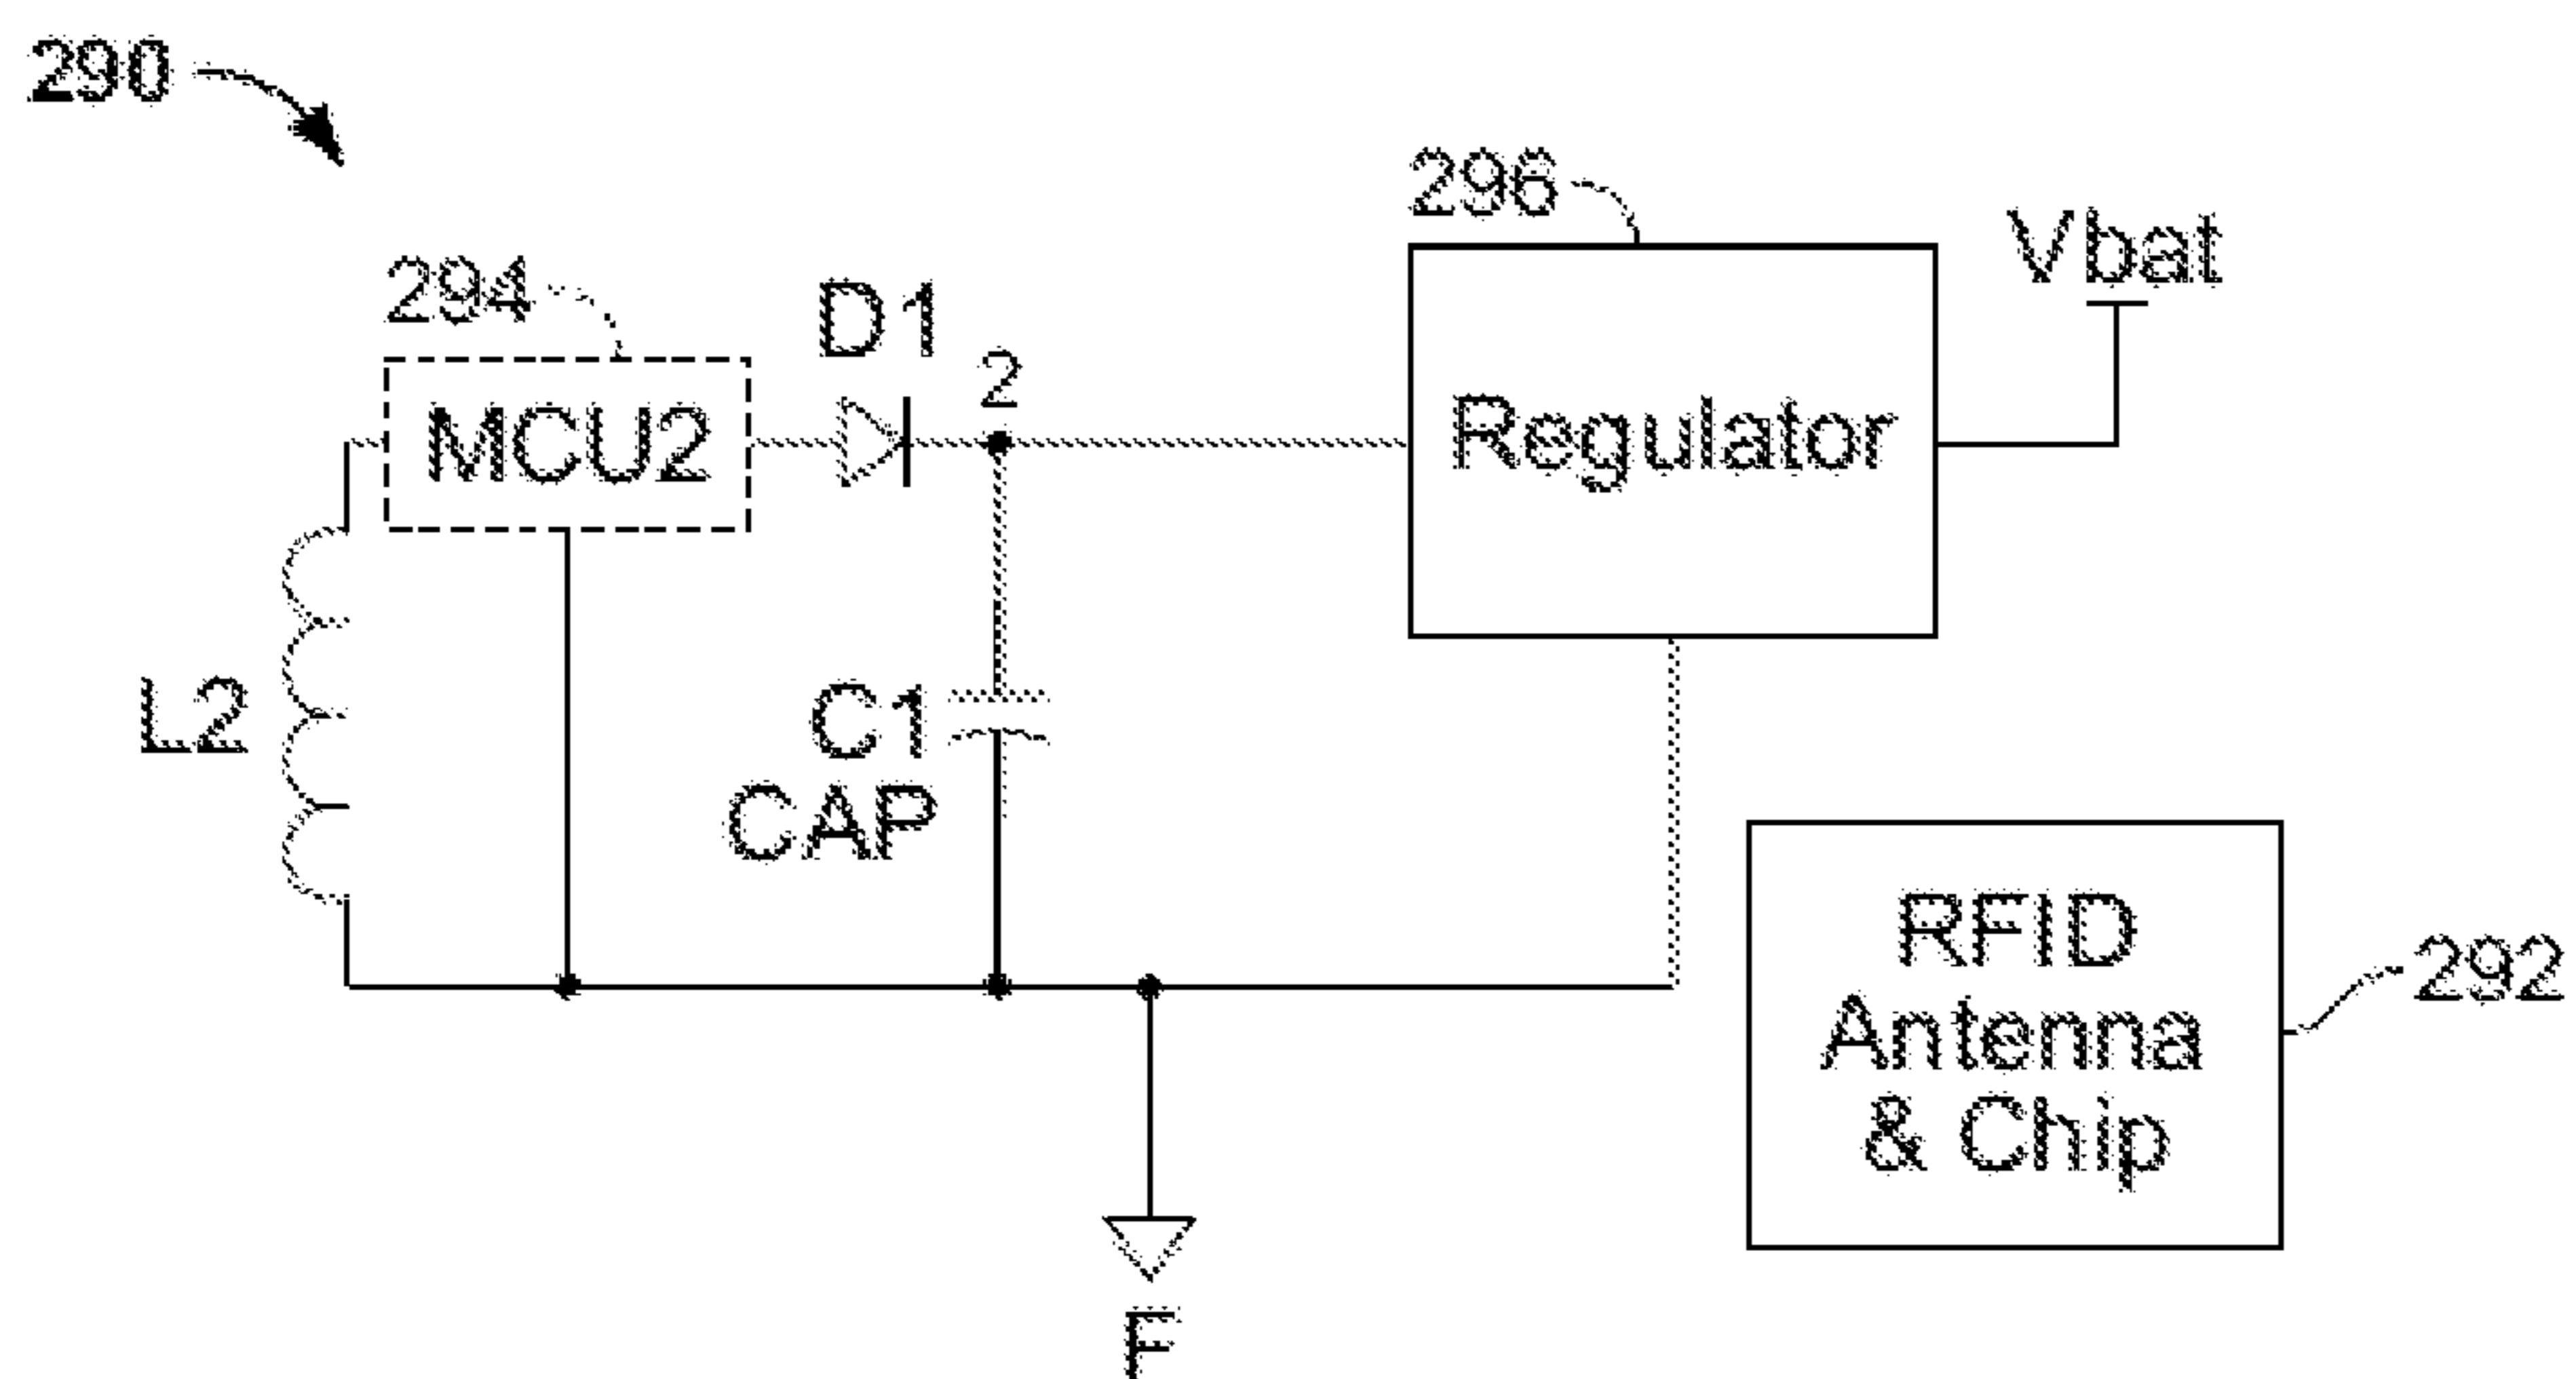 290
296
Vbat
294
D1
2
MCU2
Regulator
L2
C1
CAP
RFID
Antenna
& Chip
292
F